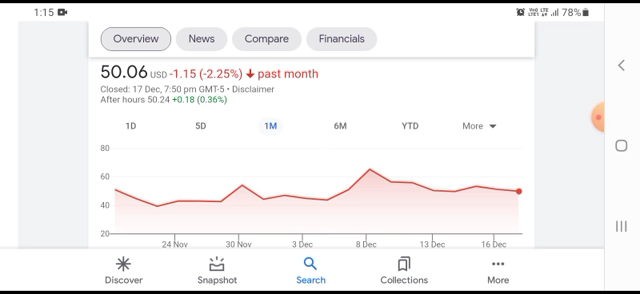 1:15
78%
Overview News Compare Financials
50.06 USD -1.15 (-2.25%) past month
Closed: 17 Dec, 7:50 pm GMT-5 • Disclaimer
After hours 50.24 +0.18 (0.36%)
1D 5D 1M 6M YTD More
80
60
40
20
24 Nov 30 Nov 3 Dec 8 Dec 13 Dec 16 Dec
Discover Snapshot Search Collections More